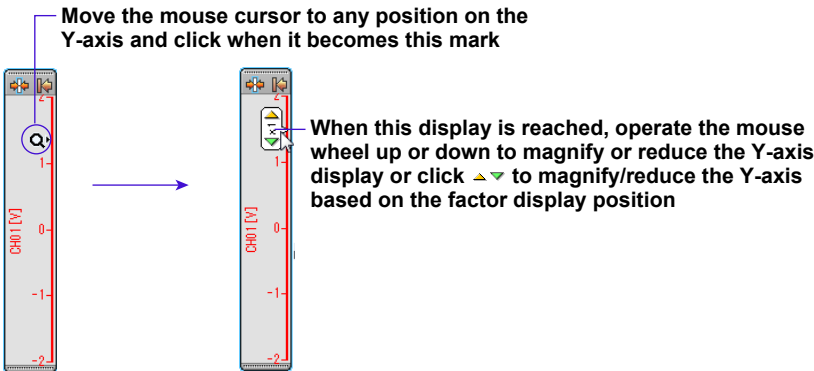 Move the mouse cursor to any position on the
Y-axis and click when it becomes this mark
2
1
CH01 [V]
0
-1
-2
2
x1
1
CH01 [V]
0
-1
-2
When this display is reached, operate the mouse
wheel up or down to magnify or reduce the Y-axis
display or click to magnify/reduce the Y-axis
based on the factor display position